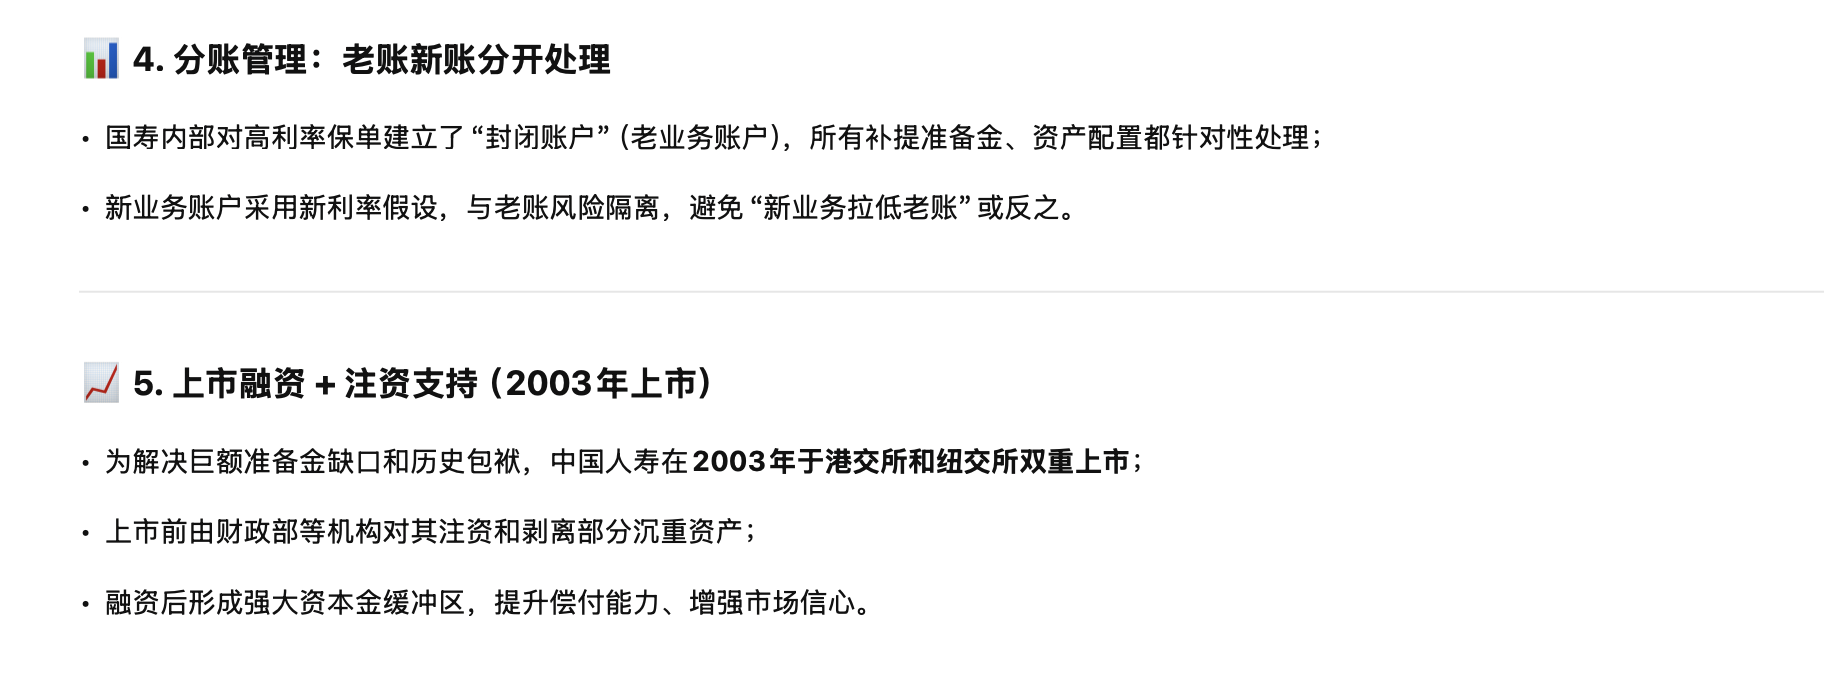 📊 4. 分账管理：老账新账分开处理
• 国寿内部对高利率保单建立了 “封闭账户”（老业务账户），所有补提准备金、资产配置都针对性处理；
• 新业务账户采用新利率假设，与老账风险隔离，避免 “新业务拉低老账” 或反之。
📈 5. 上市融资 + 注资支持（2003年上市）
• 为解决巨额准备金缺口和历史包袱，中国人寿在2003年于港交所和纽交所双重上市；
• 上市前由财政部等机构对其注资和剥离部分沉重资产；
• 融资后形成强大资本金缓冲区，提升偿付能力、增强市场信心。